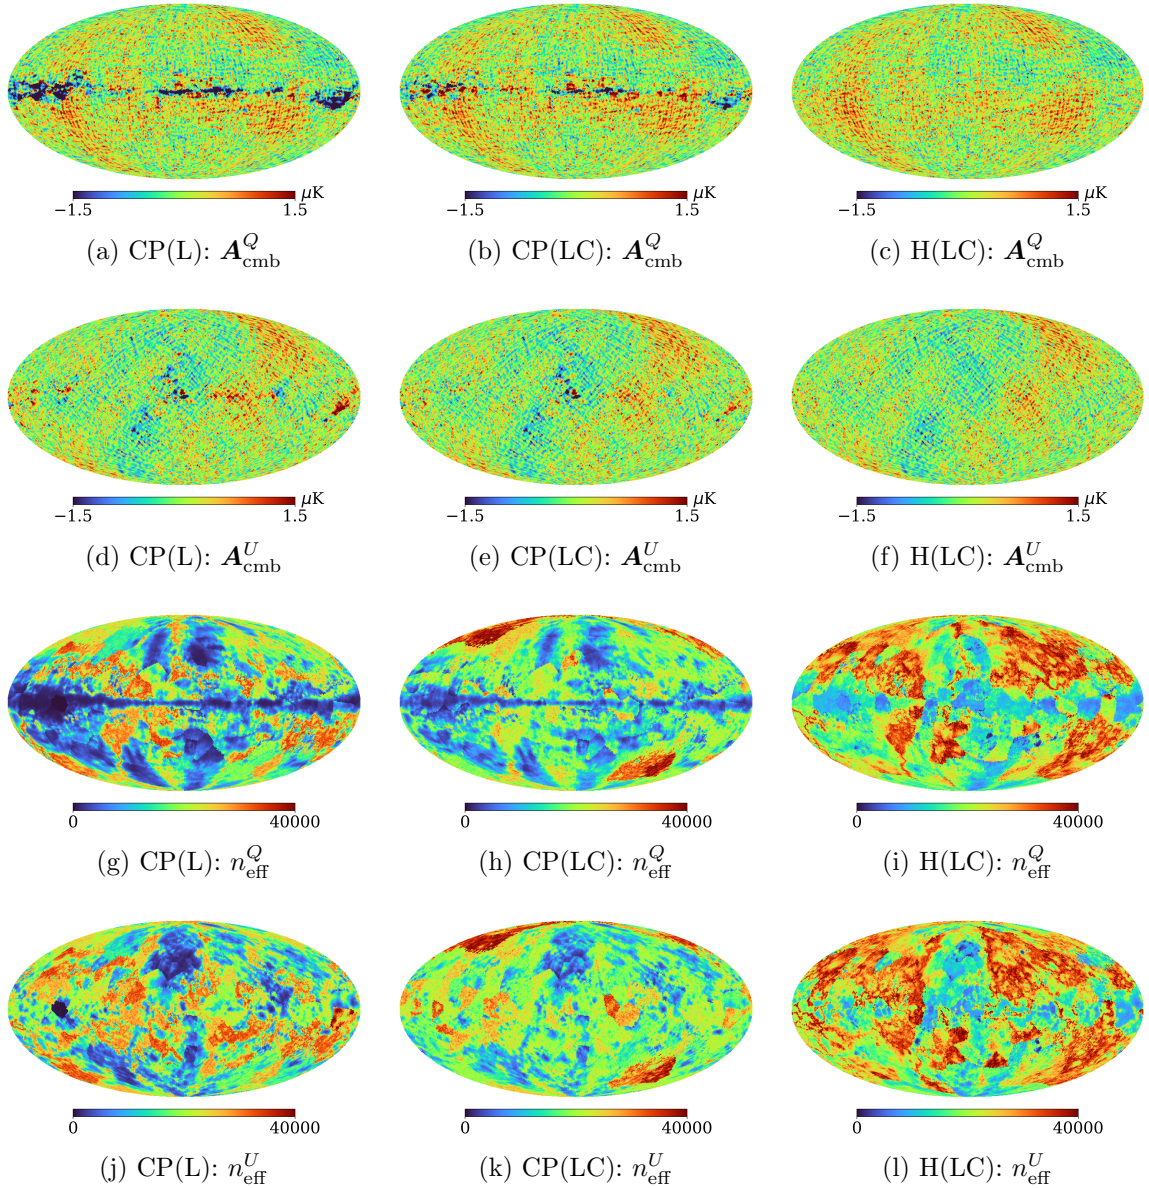 μK μK μK
−1.5 1.5 −1.5 1.5 −1.5 1.5
(a) CP(L): A^Q_cmb (b) CP(LC): A^Q_cmb (c) H(LC): A^Q_cmb
μK μK μK
−1.5 1.5 −1.5 1.5 −1.5 1.5
(d) CP(L): A^U_cmb (e) CP(LC): A^U_cmb (f) H(LC): A^U_cmb
0 40000 0 40000 0 40000
(g) CP(L): n^Q_eff (h) CP(LC): n^Q_eff (i) H(LC): n^Q_eff
0 40000 0 40000 0 40000
(j) CP(L): n^U_eff (k) CP(LC): n^U_eff (l) H(LC): n^U_eff